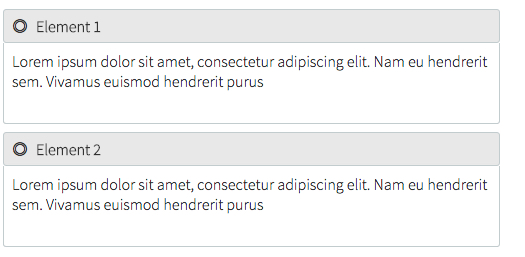 Element 1
Lorem ipsum dolor sit amet, consectetur adipiscing elit. Nam eu hendrerit
sem. Vivamus euismod hendrerit purus
Element 2
Lorem ipsum dolor sit amet, consectetur adipiscing elit. Nam eu hendrerit
sem. Vivamus euismod hendrerit purus